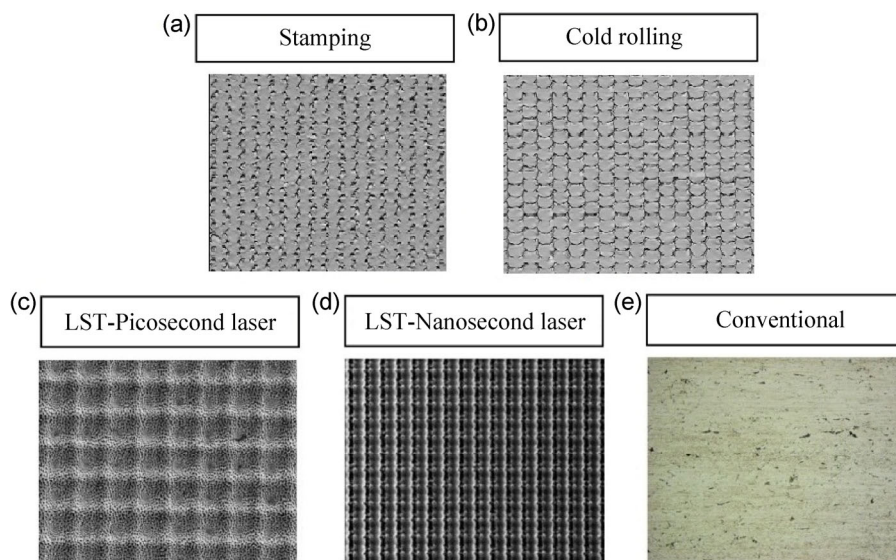 (a)
Stamping
(b)
Cold rolling
(c)
LST-Picosecond laser
(d)
LST-Nanosecond laser
(e)
Conventional